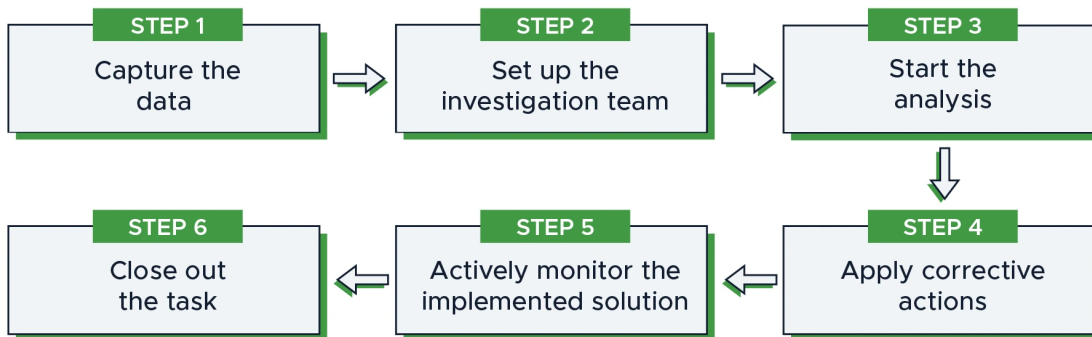 STEP 1
Capture the
data
STEP 2
Set up the
investigation team
STEP 3
Start the
analysis
STEP 4
Apply corrective
actions
STEP 5
Actively monitor the
implemented solution
STEP 6
Close out
the task